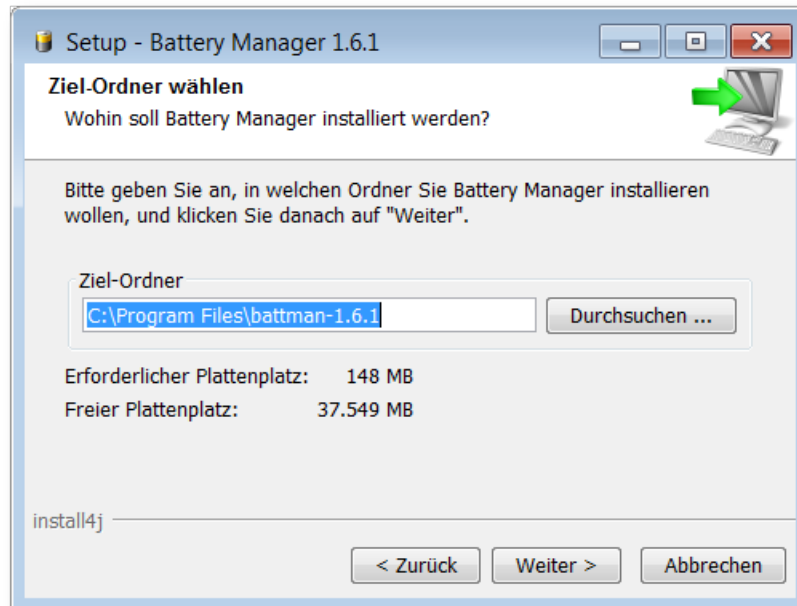 Setup - Battery Manager 1.6.1
Ziel-Ordner wählen
Wohin soll Battery Manager installiert werden?
Bitte geben Sie an, in welchen Ordner Sie Battery Manager installieren
wollen, und klicken Sie danach auf "Weiter".
Ziel-Ordner
C:\Program Files\battman-1.6.1
Durchsuchen ...
Erforderlicher Plattenplatz: 148 MB
Freier Plattenplatz: 37.549 MB
install4j
< Zurück
Weiter >
Abbrechen